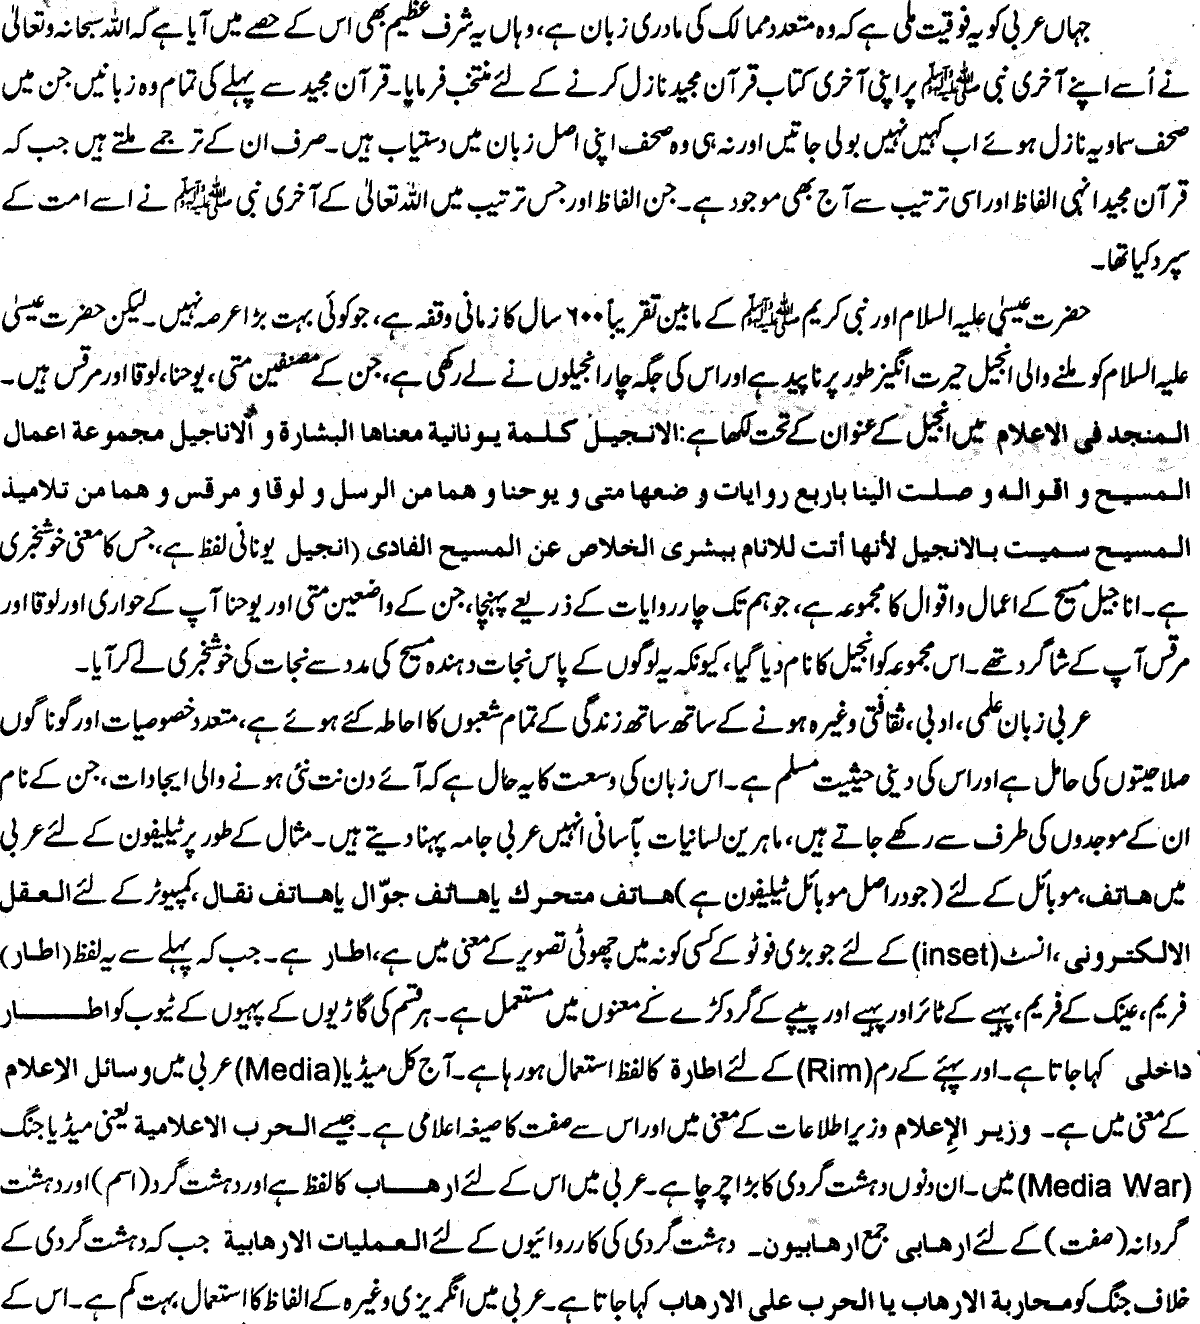 جہاں عربی کو یہ فوقیت ملی ہے کہ وہ متعدد ممالک کی مادری زبان ہے، وہاں یہ شرف عظیم بھی اس کے حصے میں آیا ہے کہ اللہ سبحانہ و تعالیٰ
نے اُسے اپنے آخری نبی ﷺ پر اپنی آخری کتاب قرآن مجید نازل کرنے کے لئے منتخب فرمایا۔ قرآن مجید سے پہلے کی تمام وہ زبانیں جن میں
صحف سماویہ نازل ہوئے اب کہیں نہیں بولی جاتیں اور نہ ہی وہ صحف اپنی اصل زبان میں دستیاب ہیں۔ صرف ان کے ترجمے ملتے ہیں جب کہ
قرآن مجید انہی الفاظ اور اسی ترتیب سے آج بھی موجود ہے۔ جن الفاظ اور جس ترتیب میں اللہ تعالیٰ کے آخری نبی ﷺ نے اسے امت کے
سپرد کیا تھا۔
حضرت عیسیٰ علیہ السلام اور نبی کریم ﷺ کے مابین تقریباً ۶۰۰ سال کا زمانی وقفہ ہے، جو کوئی بہت بڑا عرصہ نہیں۔ لیکن حضرت عیسیٰ
علیہ السلام کو ملنے والی انجیل حیرت انگیز طور پر ناپید ہے اور اس کی جگہ چار انجیلوں نے لے رکھی ہے، جن کے مصنفین متی، یوحنا، لوقا اور مرقس ہیں۔
المنجد فی الاعلام میں انجیل کے عنوان کے تحت لکھا ہے: الانجیل کلمة یونانیة معناها البشارة و الاناجیل مجموعة اعمال
المسیح و اقوالہ و صلت الینا باربع روایات و ضعها متی و یوحنا و هما من الرسل و لوقا و مرقس و هما من تلامیذ
المسیح سمیت بالانجیل لأنها أتت للانام ببشری الخلاص عن المسیح الفادی (انجیل یونانی لفظ ہے، جس کا معنی خوشخبری
ہے۔ اناجیل مسیح کے اعمال و اقوال کا مجموعہ ہے، جو ہم تک چار روایات کے ذریعے پہنچا، جن کے واضعین متی اور یوحنا آپ کے حواری اور لوقا اور
مرقس آپ کے شاگرد تھے۔ اس مجموعہ کو انجیل کا نام دیا گیا، کیونکہ یہ لوگوں کے پاس نجات دہندہ مسیح کی مدد سے نجات کی خوشخبری لے کر آیا۔
عربی زبان علمی، ادبی، ثقافتی وغیرہ ہونے کے ساتھ ساتھ زندگی کے تمام شعبوں کا احاطہ کئے ہوئے ہے، متعدد خصوصیات اور گوناگوں
صلاحیتوں کی حامل ہے اور اس کی دینی حیثیت مسلم ہے۔ اس زبان کی وسعت کا یہ حال ہے کہ آئے دن نت نئی ہونے والی ایجادات، جن کے نام
ان کے موجدوں کی طرف سے رکھے جاتے ہیں، ماہرین لسانیات بآسانی انہیں عربی جامہ پہنا دیتے ہیں۔ مثال کے طور پر ٹیلیفون کے لئے عربی
میں هاتف، موبائل کے لئے (جو دراصل موبائل ٹیلیفون ہے) هاتف متحرك یا هاتف جوّال یا هاتف نقال، کمپیوٹر کے لئے العقل
الالکترونی، انسٹ (inset) کے لئے جو بڑی فوٹو کے کسی کونہ میں چھوٹی تصویر کے معنی میں ہے، اطار ہے۔ جب کہ پہلے سے یہ لفظ (اطار)
فریم، عینک کے فریم، پہیے کے ٹائر اور پہیے اور پیپے کے گرد کڑے کے معنوں میں مستعمل ہے۔ ہر قسم کی گاڑیوں کے پہیوں کے ٹیوب کو اطار
داخلی کہا جاتا ہے۔ اور پہئے کے رم (Rim) کے لئے اطارة کا لفظ استعمال ہو رہا ہے۔ آج کل میڈیا (Media) عربی میں وسائل الاعلام
کے معنی میں ہے۔ وزیر الإعلام وزیر اطلاعات کے معنی میں اور اس سے صفت کا صیغہ اعلامی ہے۔ جیسے الحرب الاعلامیة یعنی میڈیا جنگ
(Media War) میں۔ ان دنوں دہشت گردی کا بڑا چرچا ہے۔ عربی میں اس کے لئے ارهاب کا لفظ ہے اور دہشت گرد (اسم) اور دہشت
گردانہ (صفت) کے لئے ارهابی جمع ارهابیون۔ دہشت گردی کی کارروائیوں کے لئے العملیات الارهابیة جب کہ دہشت گردی کے
خلاف جنگ کو محاربة الارهاب یا الحرب علی الارهاب کہا جاتا ہے۔ عربی میں انگریزی وغیرہ کے الفاظ کا استعمال بہت کم ہے۔ اس کے